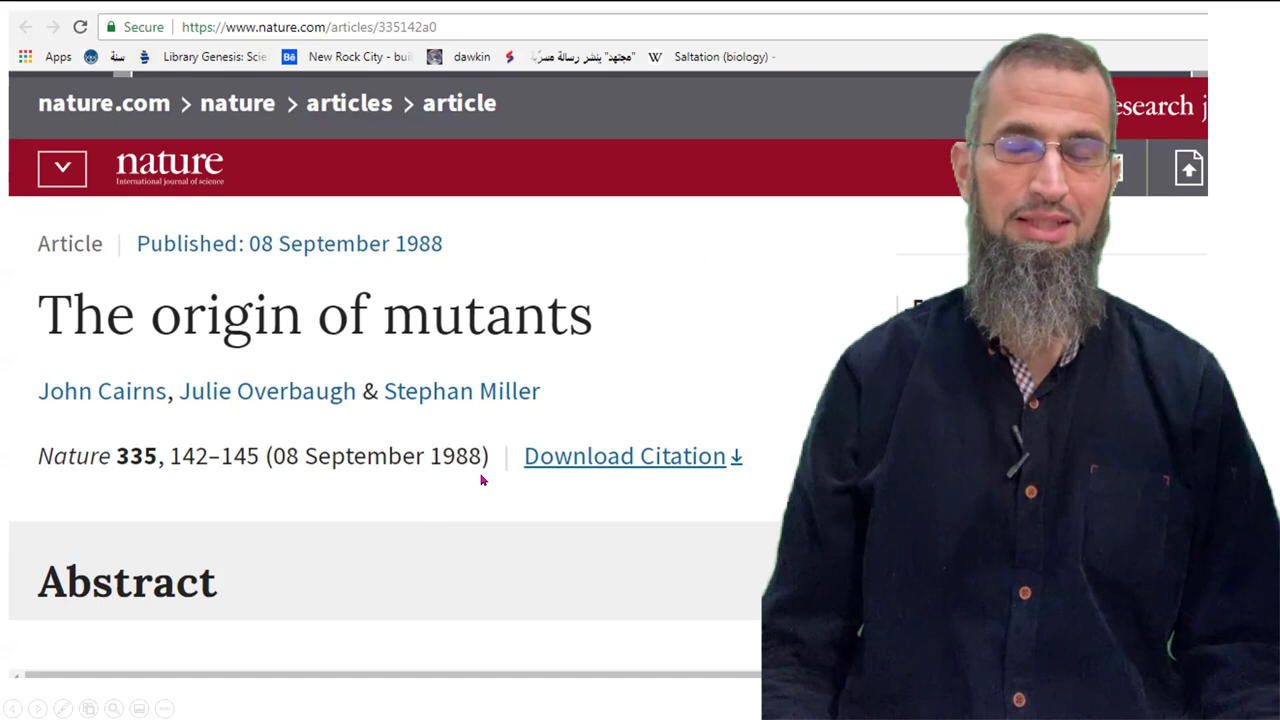 Secure https://www.nature.com/articles/335142a0
Apps سنة Library Genesis: Scie New Rock City - buil dawkin "مجتهد" ينشر رسالة مسرّبة Saltation (biology) -
nature.com > nature > articles > article
esearch j
nature
International journal of science
Article | Published: 08 September 1988
The origin of mutants
John Cairns, Julie Overbaugh & Stephan Miller
Nature 335, 142–145 (08 September 1988) | Download Citation
Abstract